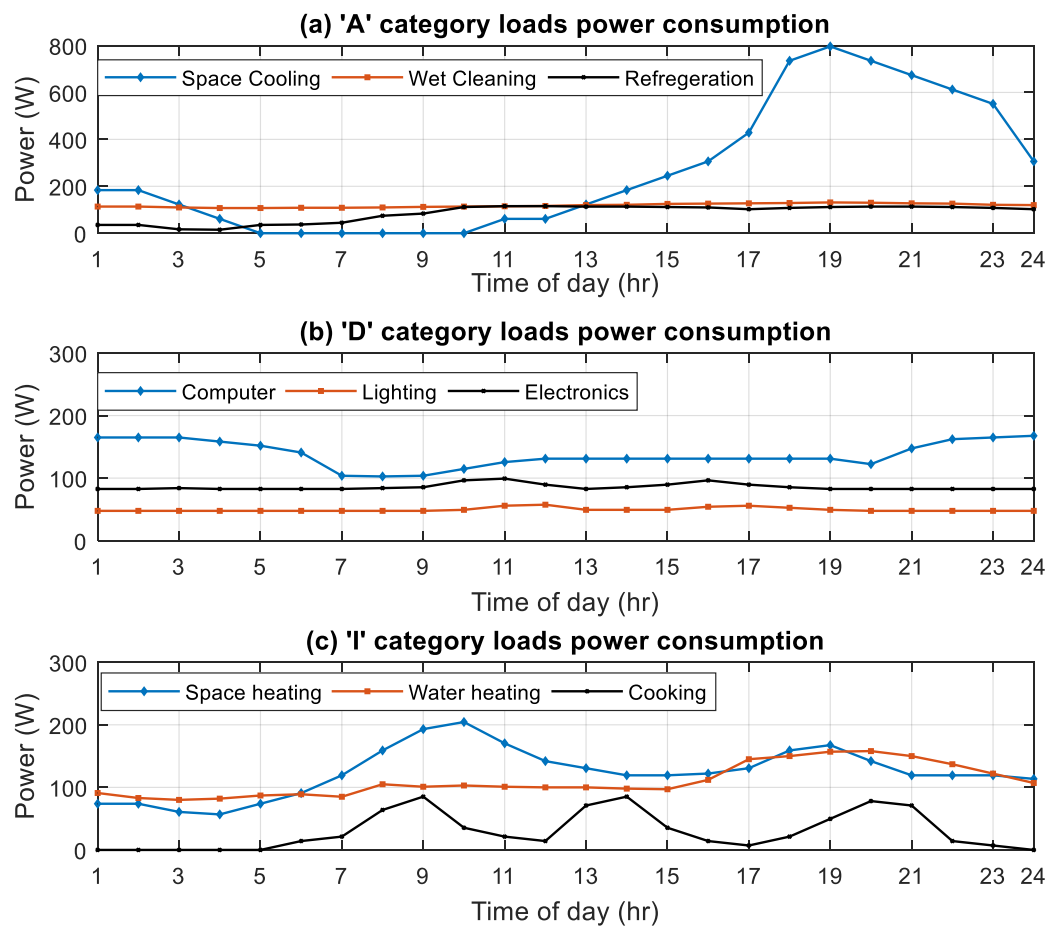 (a) 'A' category loads power consumption
800
600
400
200
0
Power (W)
Space Cooling Wet Cleaning Refregeration
1 3 5 7 9 11 13 15 17 19 21 23 24
Time of day (hr)
(b) 'D' category loads power consumption
300
200
100
0
Power (W)
Computer Lighting Electronics
1 3 5 7 9 11 13 15 17 19 21 23 24
Time of day (hr)
(c) 'I' category loads power consumption
300
200
100
0
Power (W)
Space heating Water heating Cooking
1 3 5 7 9 11 13 15 17 19 21 23 24
Time of day (hr)